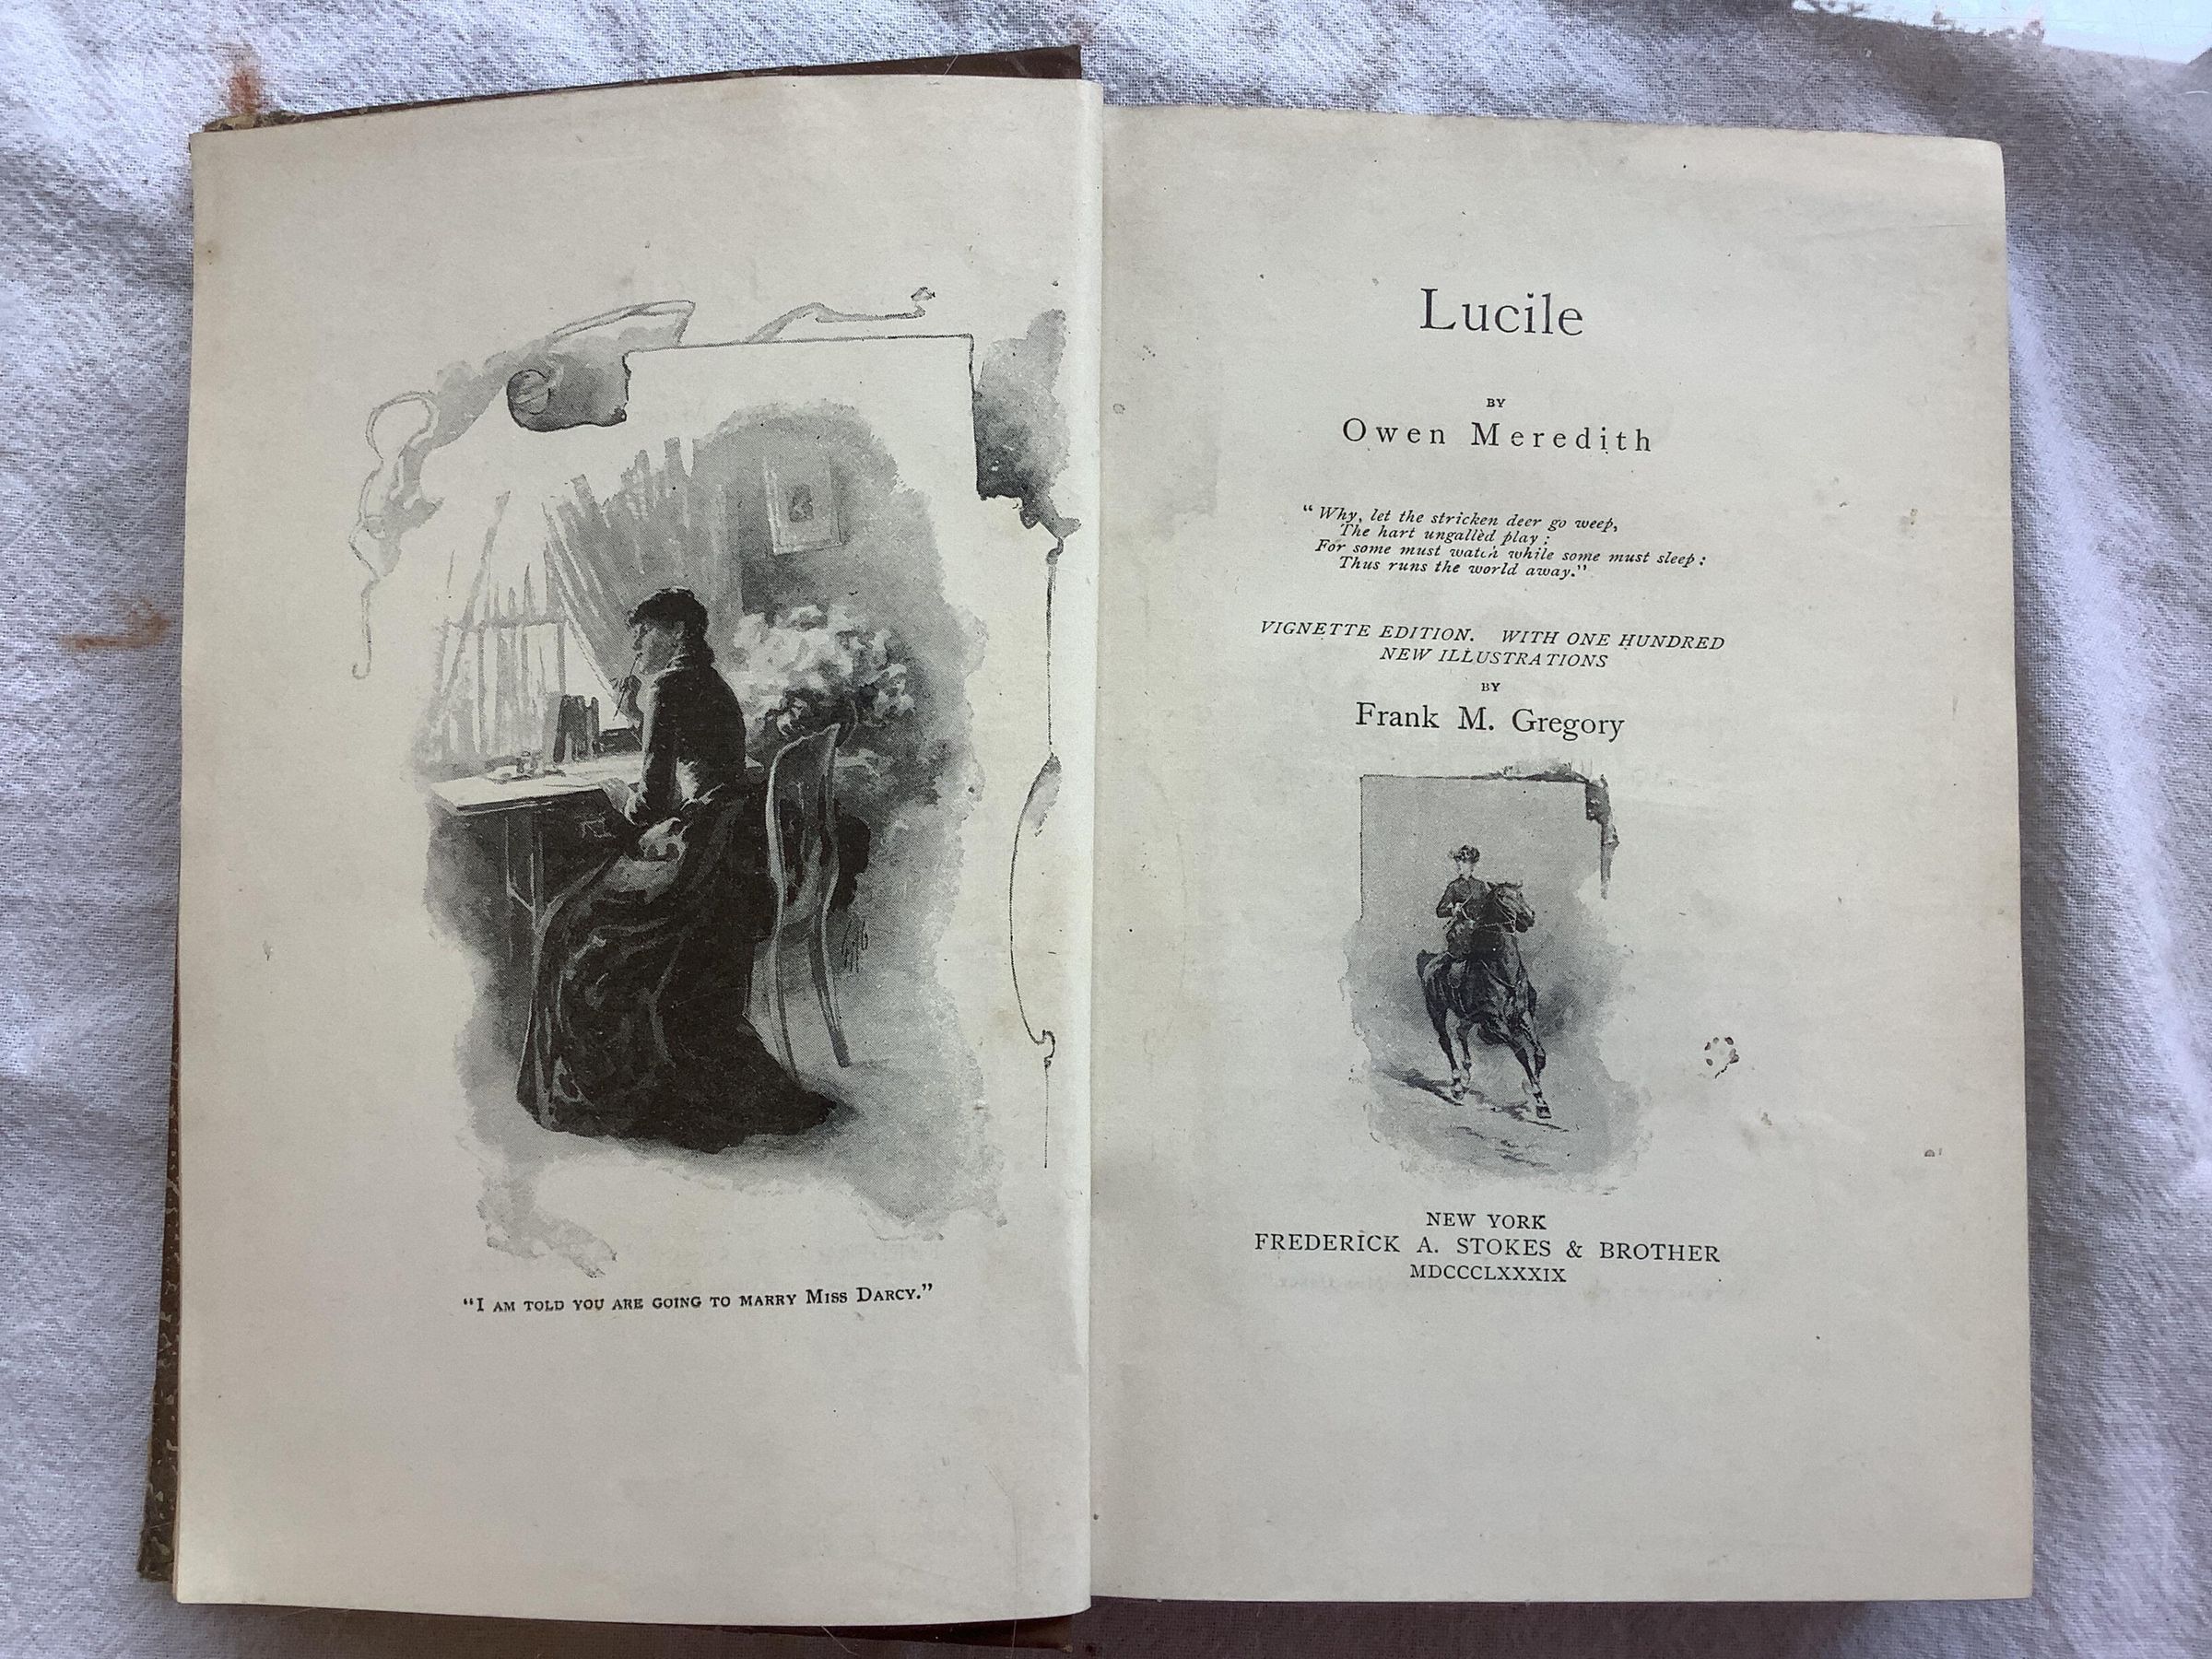 "I AM TOLD YOU ARE GOING TO MARRY MISS DARCY."
Lucile
BY
Owen Meredith
"Why, let the stricken deer go weep,
The hart ungallèd play;
For some must watch while some must sleep:
Thus runs the world away."
VIGNETTE EDITION. WITH ONE HUNDRED
NEW ILLUSTRATIONS
BY
Frank M. Gregory
NEW YORK
FREDERICK A. STOKES & BROTHER
MDCCCLXXXIX